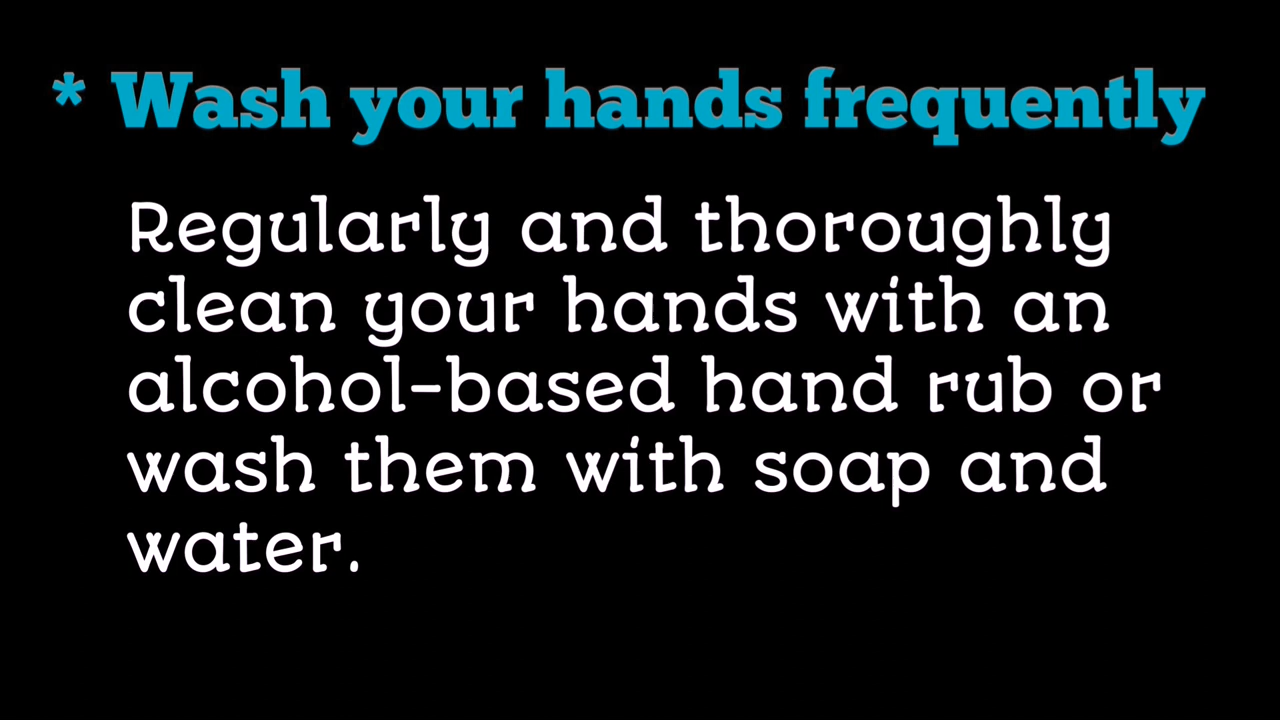 * Wash your hands frequently
Regularly and thoroughly
clean your hands with an
alcohol-based hand rub or
wash them with soap and
water.